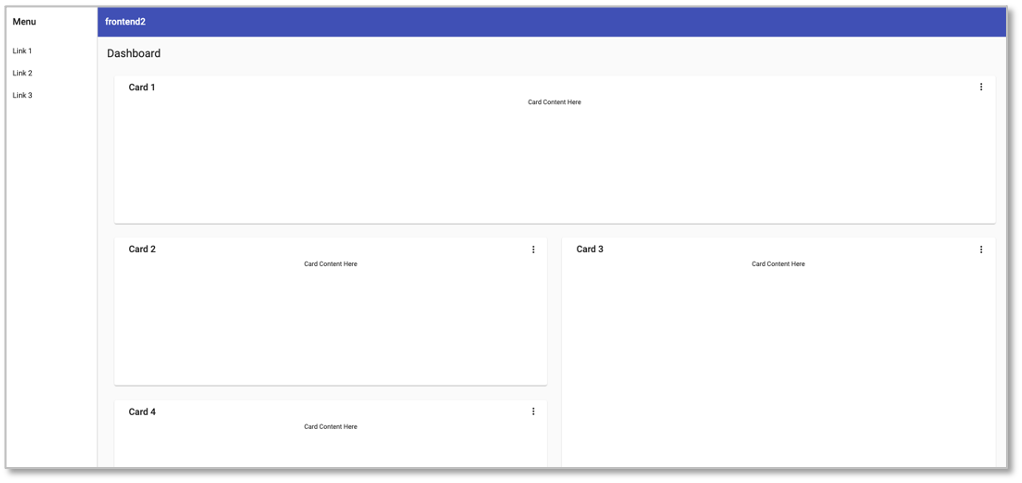 Menu
Link 1
Link 2
Link 3
frontend2
Dashboard
Card 1
Card Content Here
Card 2
Card Content Here
Card 3
Card Content Here
Card 4
Card Content Here